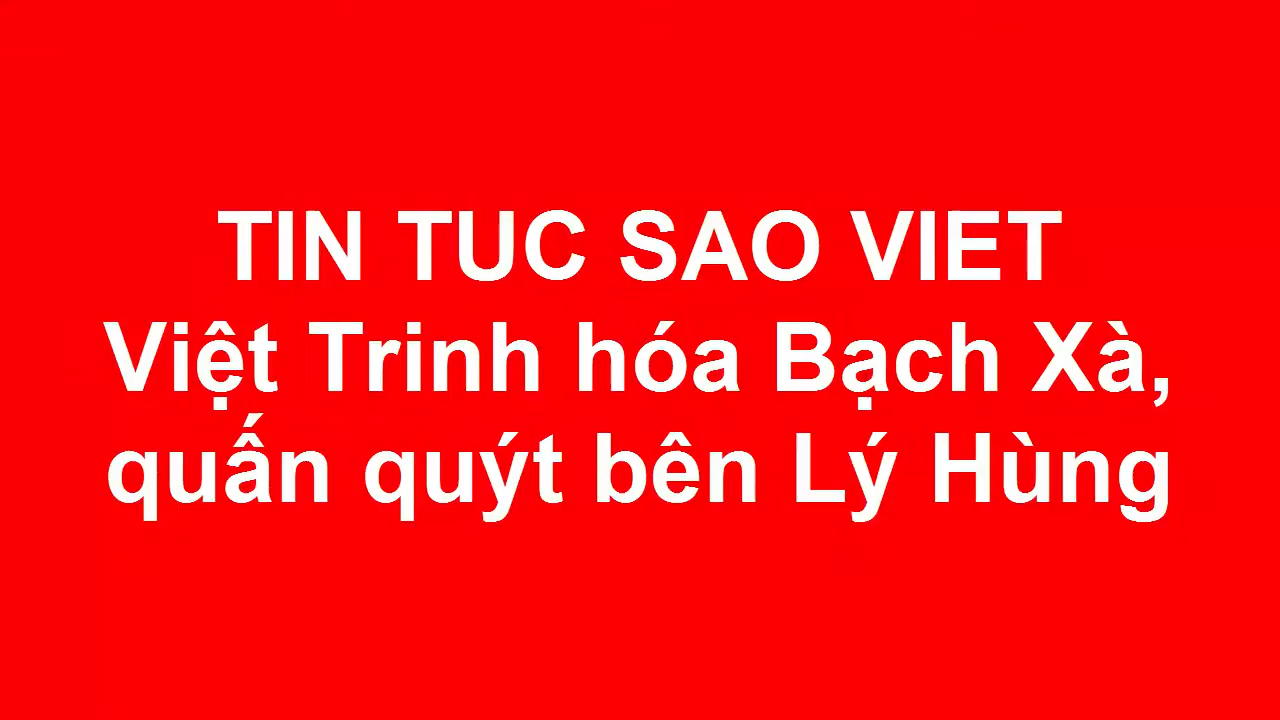 TIN TUC SAO VIET
Việt Trinh hóa Bạch Xà,
quấn quýt bên Lý Hùng